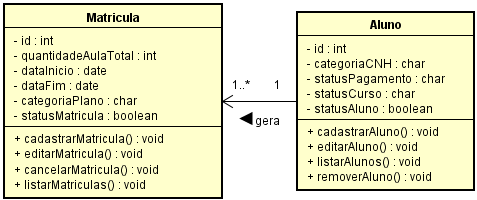 Matricula
- id : int
- quantidadeAulaTotal : int
- dataInicio : date
- dataFim : date
- categoriaPlano : char
- statusMatricula : boolean
+ cadastrarMatricula() : void
+ editarMatricula() : void
+ cancelarMatricula() : void
+ listarMatriculas() : void
1..* 1
gera
Aluno
- id : int
- categoriaCNH : char
- statusPagamento : char
- statusCurso : char
- statusAluno : boolean
+ cadastrarAluno() : void
+ editarAluno() : void
+ listarAlunos() : void
+ removerAluno() : void